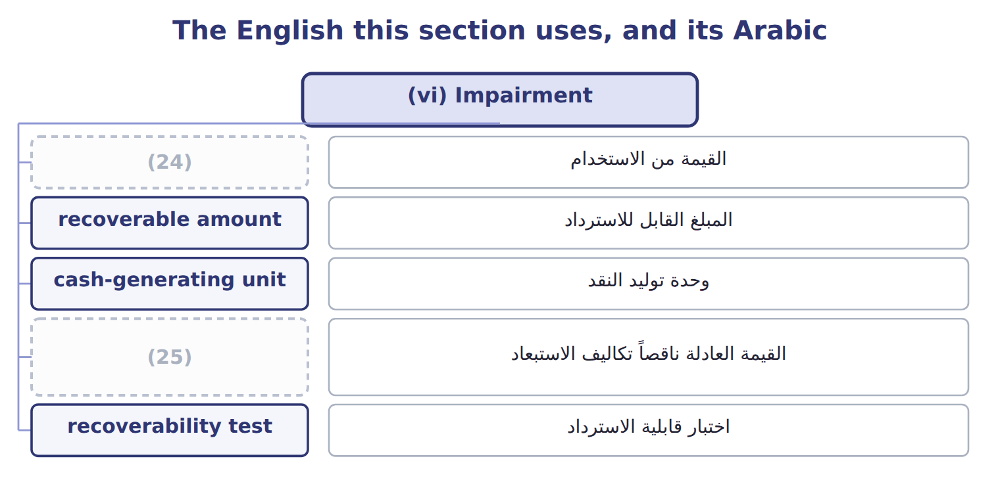 The English this section uses, and its Arabic
(vi) Impairment
(24)
القيمة من الاستخدام
recoverable amount
المبلغ القابل للاسترداد
cash-generating unit
وحدة توليد النقد
(25)
القيمة العادلة ناقصاً تكاليف الاستبعاد
recoverability test
اختبار قابلية الاسترداد